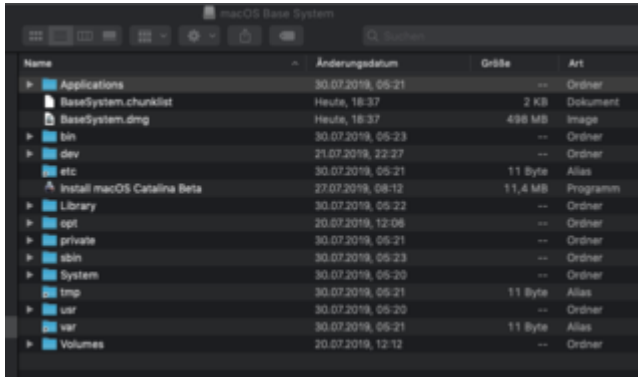 macOS Base System
Suchen
Name Änderungsdatum Größe Art
Applications 30.07.2019, 05:21 -- Ordner
BaseSystem.chunklist Heute, 18:37 2 KB Dokument
BaseSystem.dmg Heute, 18:37 498 MB Image
bin 30.07.2019, 05:23 -- Ordner
dev 21.07.2019, 22:27 -- Ordner
etc 30.07.2019, 05:21 11 Byte Alias
Install macOS Catalina Beta 27.07.2019, 08:12 11,4 MB Programm
Library 30.07.2019, 05:22 -- Ordner
opt 20.07.2019, 12:06 -- Ordner
private 30.07.2019, 05:21 -- Ordner
sbin 30.07.2019, 05:23 -- Ordner
System 30.07.2019, 05:20 -- Ordner
tmp 30.07.2019, 05:21 11 Byte Alias
usr 30.07.2019, 05:20 -- Ordner
var 30.07.2019, 05:21 11 Byte Alias
Volumes 20.07.2019, 12:12 -- Ordner